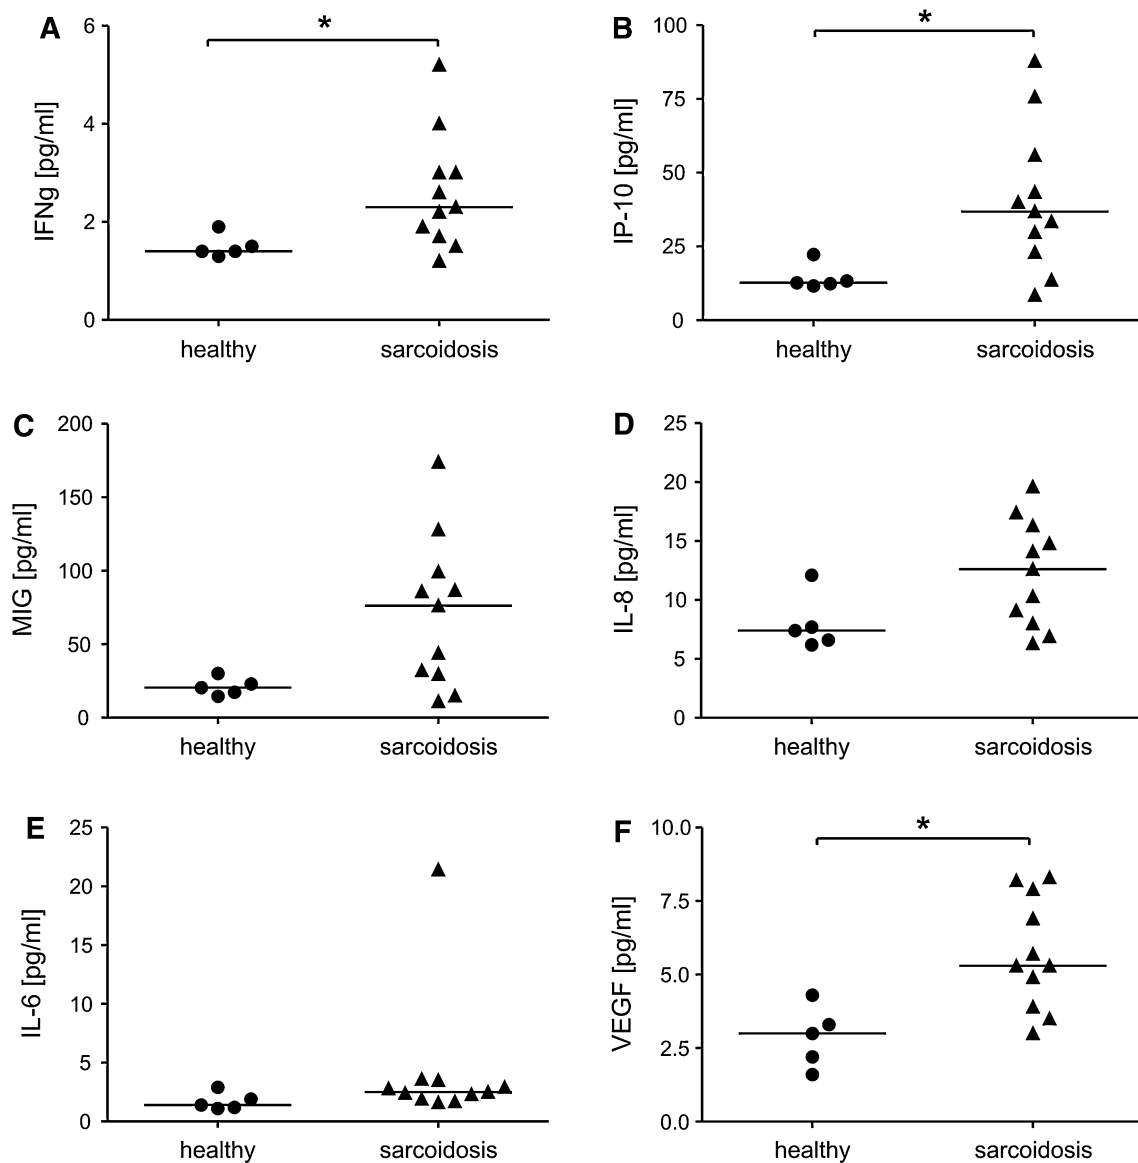 A
IFNg [pg/ml]
6
4
2
0
*
healthy sarcoidosis
B
IP-10 [pg/ml]
100
75
50
25
0
*
healthy sarcoidosis
C
MIG [pg/ml]
200
150
100
50
0
healthy sarcoidosis
D
IL-8 [pg/ml]
25
20
15
10
5
0
healthy sarcoidosis
E
IL-6 [pg/ml]
25
20
15
10
5
0
healthy sarcoidosis
F
VEGF [pg/ml]
10.0
7.5
5.0
2.5
0.0
*
healthy sarcoidosis